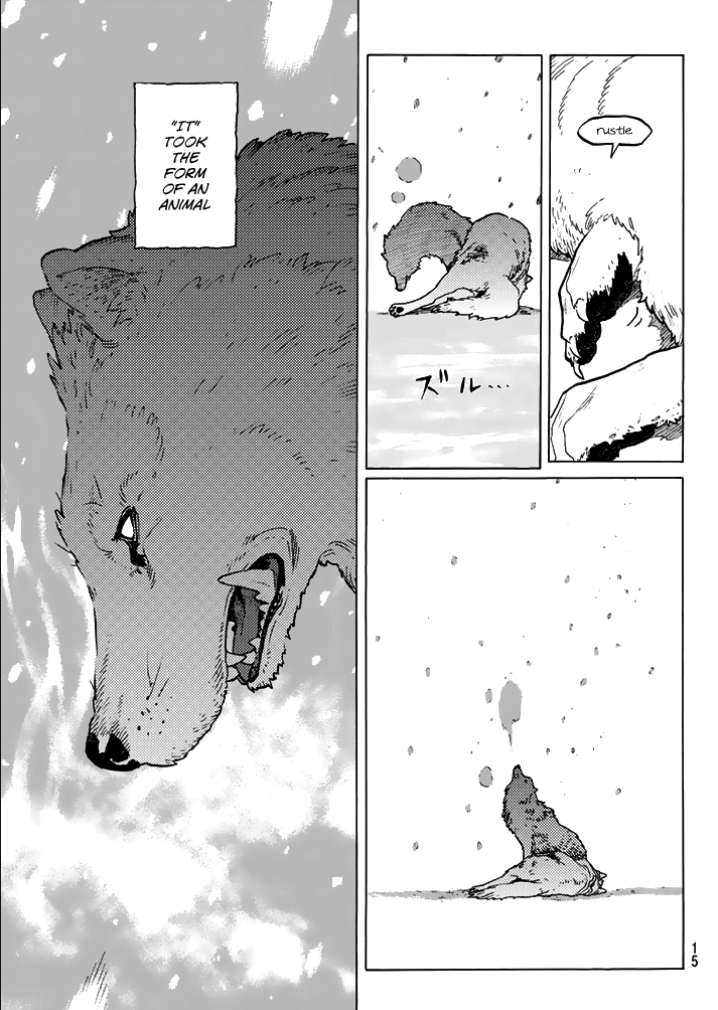 rustle
ズル...
"IT"
TOOK
THE
FORM
OF AN
ANIMAL
15